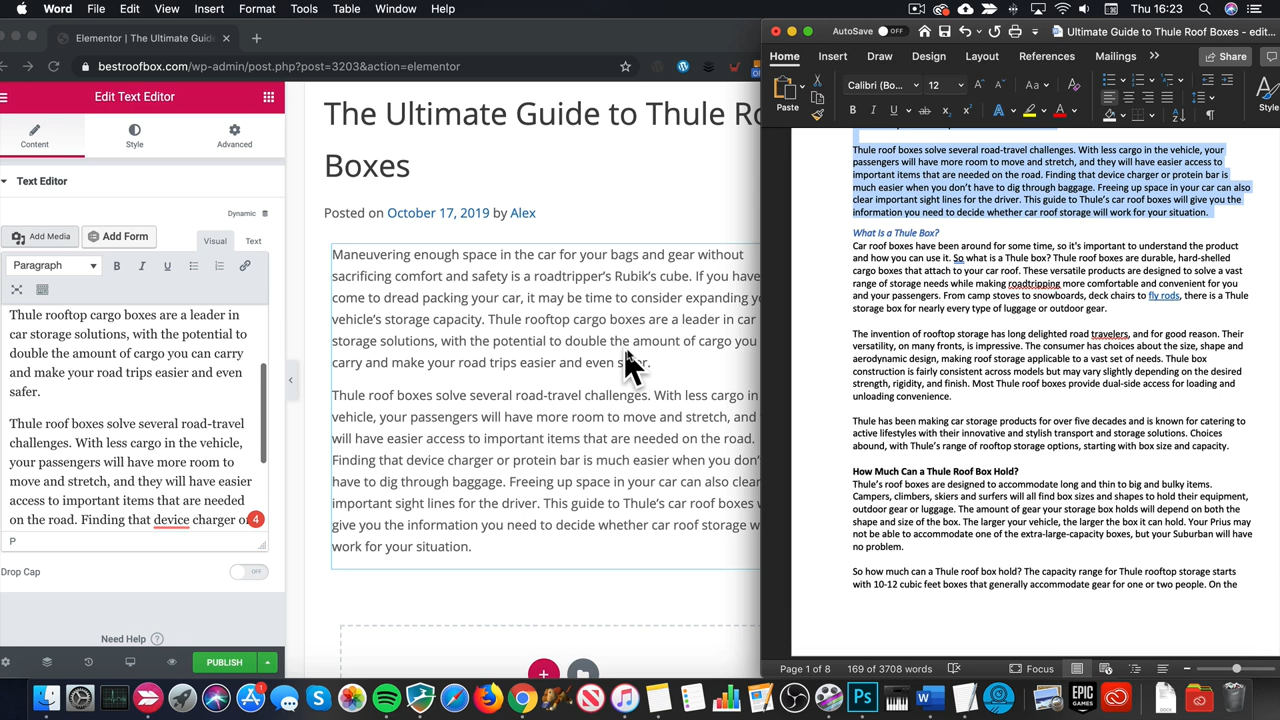 Word File Edit View Insert Format Tools Table Window Help Thu 16:23
Elementor | The Ultimate Guid
bestroofbox.com/wp-admin/post.php?post=3203&action=elementor
AutoSave OFF Ultimate Guide to Thule Roof Boxes - edit...
Home Insert Draw Design Layout References Mailings Share
Paste Calibri (Bo... 12 Style
Edit Text Editor
Content Style Advanced
Text Editor
Dynamic
Add Media Add Form Visual Text
Paragraph
Thule rooftop cargo boxes are a leader in
car storage solutions, with the potential to
double the amount of cargo you can carry
and make your road trips easier and even
safer.
Thule roof boxes solve several road-travel
challenges. With less cargo in the vehicle,
your passengers will have more room to
move and stretch, and they will have easier
access to important items that are needed
on the road. Finding that device charger or
4
P
Drop Cap OFF
Need Help ?
PUBLISH
The Ultimate Guide to Thule Ro
Boxes
Posted on October 17, 2019 by Alex
Maneuvering enough space in the car for your bags and gear without
sacrificing comfort and safety is a roadtripper's Rubik's cube. If you have
come to dread packing your car, it may be time to consider expanding yo
vehicle's storage capacity. Thule rooftop cargo boxes are a leader in car
storage solutions, with the potential to double the amount of cargo you
carry and make your road trips easier and even safer.
Thule roof boxes solve several road-travel challenges. With less cargo in
vehicle, your passengers will have more room to move and stretch, and
will have easier access to important items that are needed on the road.
Finding that device charger or protein bar is much easier when you don'
have to dig through baggage. Freeing up space in your car can also clear
important sight lines for the driver. This guide to Thule's car roof boxes
give you the information you need to decide whether car roof storage w
work for your situation.
Thule roof boxes solve several road-travel challenges. With less cargo in the vehicle, your
passengers will have more room to move and stretch, and they will have easier access to
important items that are needed on the road. Finding that device charger or protein bar is
much easier when you don't have to dig through baggage. Freeing up space in your car can also
clear important sight lines for the driver. This guide to Thule's car roof boxes will give you the
information you need to decide whether car roof storage will work for your situation.
What Is a Thule Box?
Car roof boxes have been around for some time, so it's important to understand the product
and how you can use it. So what is a Thule box? Thule roof boxes are durable, hard-shelled
cargo boxes that attach to your car roof. These versatile products are designed to solve a vast
range of storage needs while making roadtripping more comfortable and convenient for you
and your passengers. From camp stoves to snowboards, deck chairs to fly rods, there is a Thule
storage box for nearly every type of luggage or outdoor gear.
The invention of rooftop storage has long delighted road travelers, and for good reason. Their
versatility, on many fronts, is impressive. The consumer has choices about the size, shape and
aerodynamic design, making roof storage applicable to a vast set of needs. Thule box
construction is fairly consistent across models but may vary slightly depending on the desired
strength, rigidity, and finish. Most Thule roof boxes provide dual-side access for loading and
unloading convenience.
Thule has been making car storage products for over five decades and is known for catering to
active lifestyles with their innovative and stylish transport and storage solutions. Choices
abound, with Thule's range of rooftop storage options, starting with box size and capacity.
How Much Can a Thule Roof Box Hold?
Thule's roof boxes are designed to accommodate long and thin to big and bulky items.
Campers, climbers, skiers and surfers will all find box sizes and shapes to hold their equipment,
outdoor gear or luggage. The amount of gear your storage box holds will depend on both the
shape and size of the box. The larger your vehicle, the larger the box it can hold. Your Prius may
not be able to accommodate one of the extra-large-capacity boxes, but your Suburban will have
no problem.
So how much can a Thule roof box hold? The capacity range for Thule rooftop storage starts
with 10-12 cubic feet boxes that generally accommodate gear for one or two people. On the
Page 1 of 8 169 of 3708 words Focus